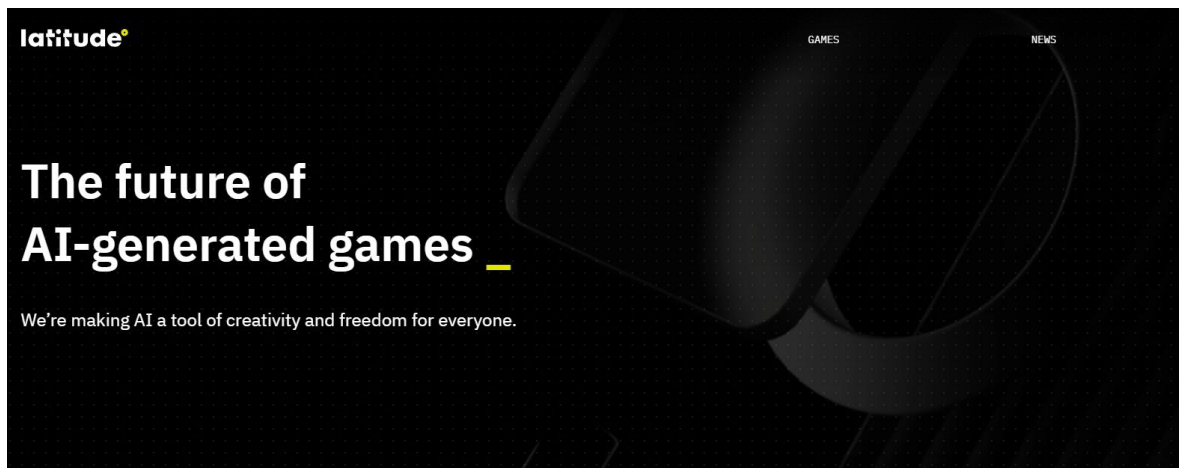 latitude°
GAMES
NEWS
The future of
AI-generated games _
We’re making AI a tool of creativity and freedom for everyone.